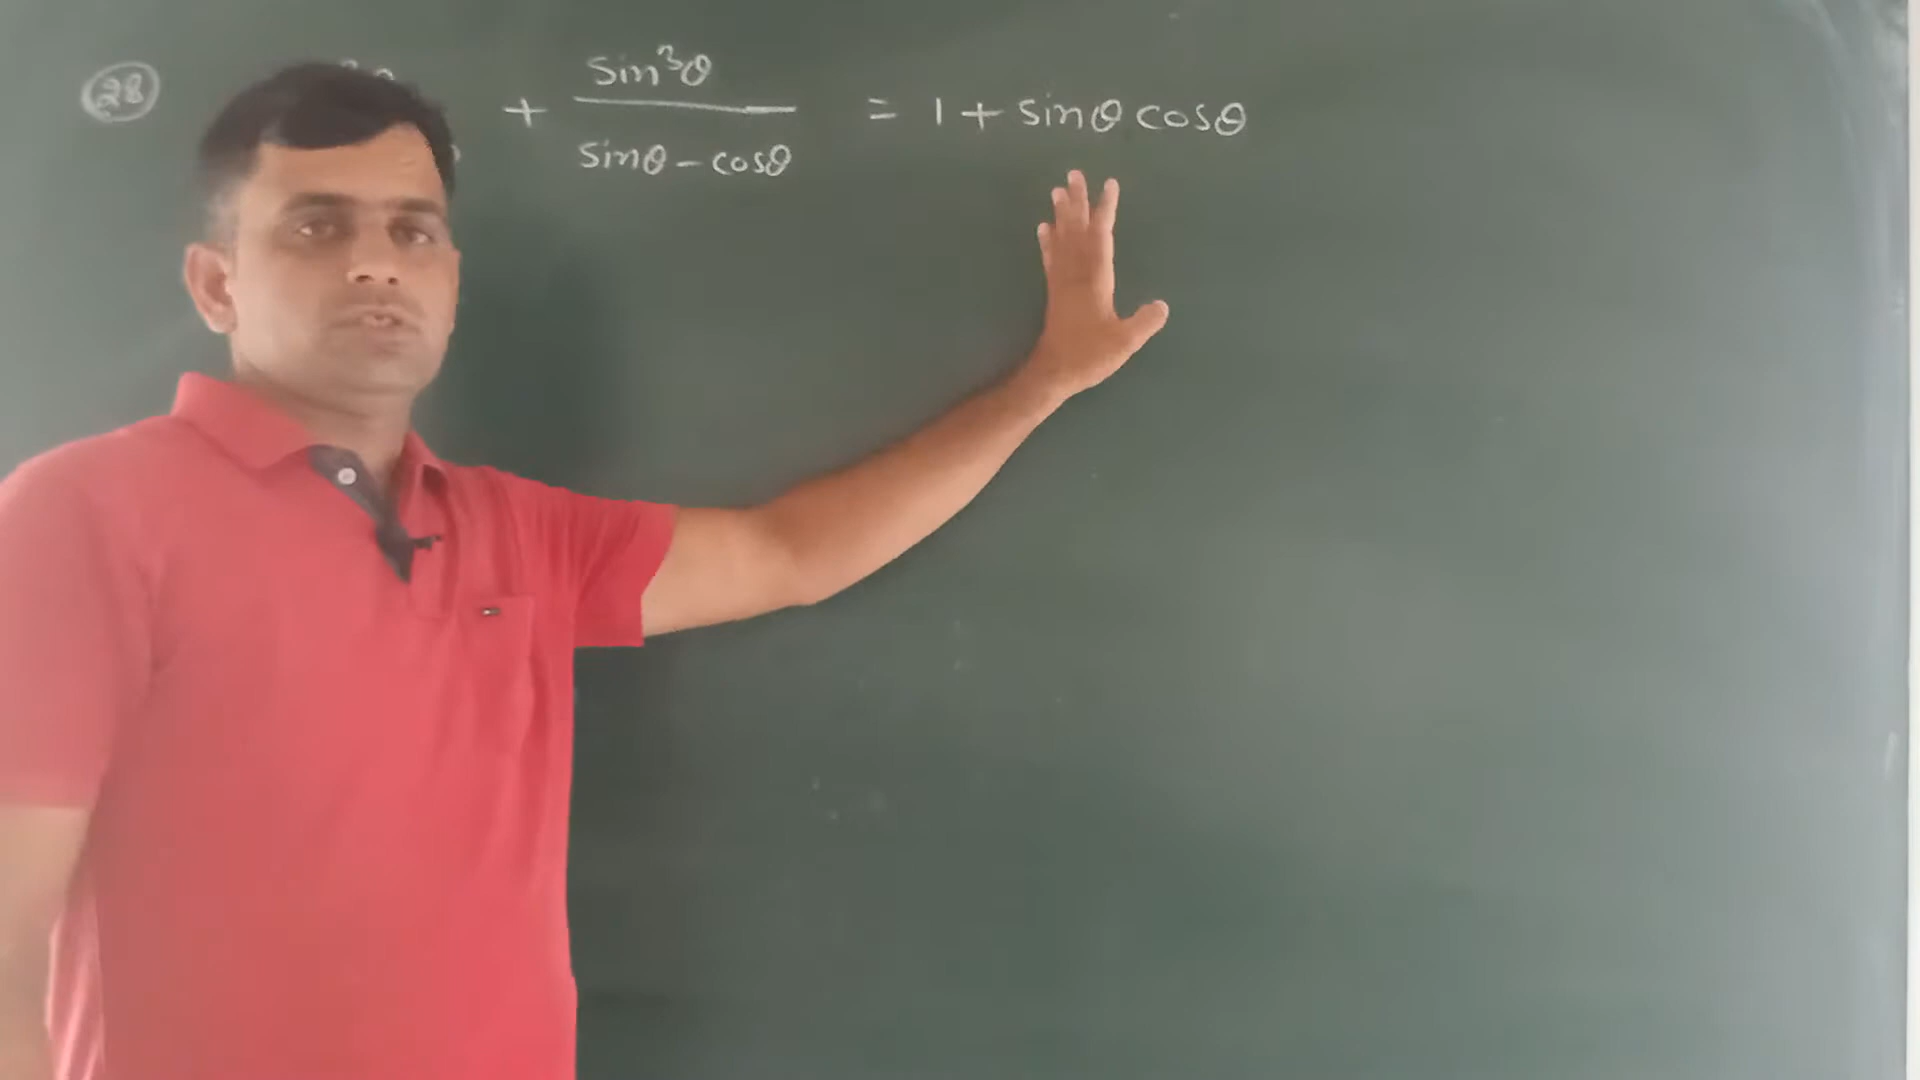 (28) + sin³θ/(sinθ - cosθ) = 1 + sinθ cosθ